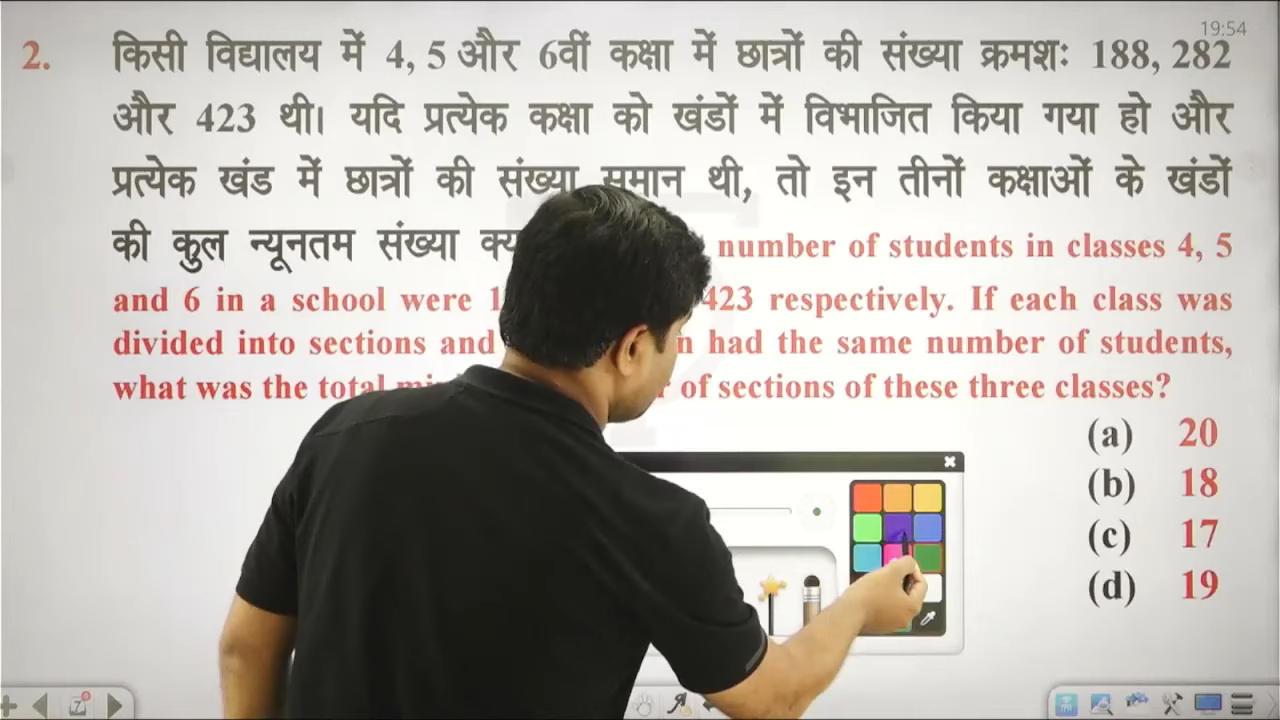 19:54
2. किसी विद्यालय में 4, 5 और 6वीं कक्षा में छात्रों की संख्या क्रमशः 188, 282
और 423 थी। यदि प्रत्येक कक्षा को खंडों में विभाजित किया गया हो और
प्रत्येक खंड में छात्रों की संख्या समान थी, तो इन तीनों कक्षाओं के खंडों
की कुल न्यूनतम संख्या number of students in classes 4, 5
and 6 in a school were 423 respectively. If each class was
divided into sections and had the same number of students,
what was the total of sections of these three classes?
(a) 20
(b) 18
(c) 17
(d) 19